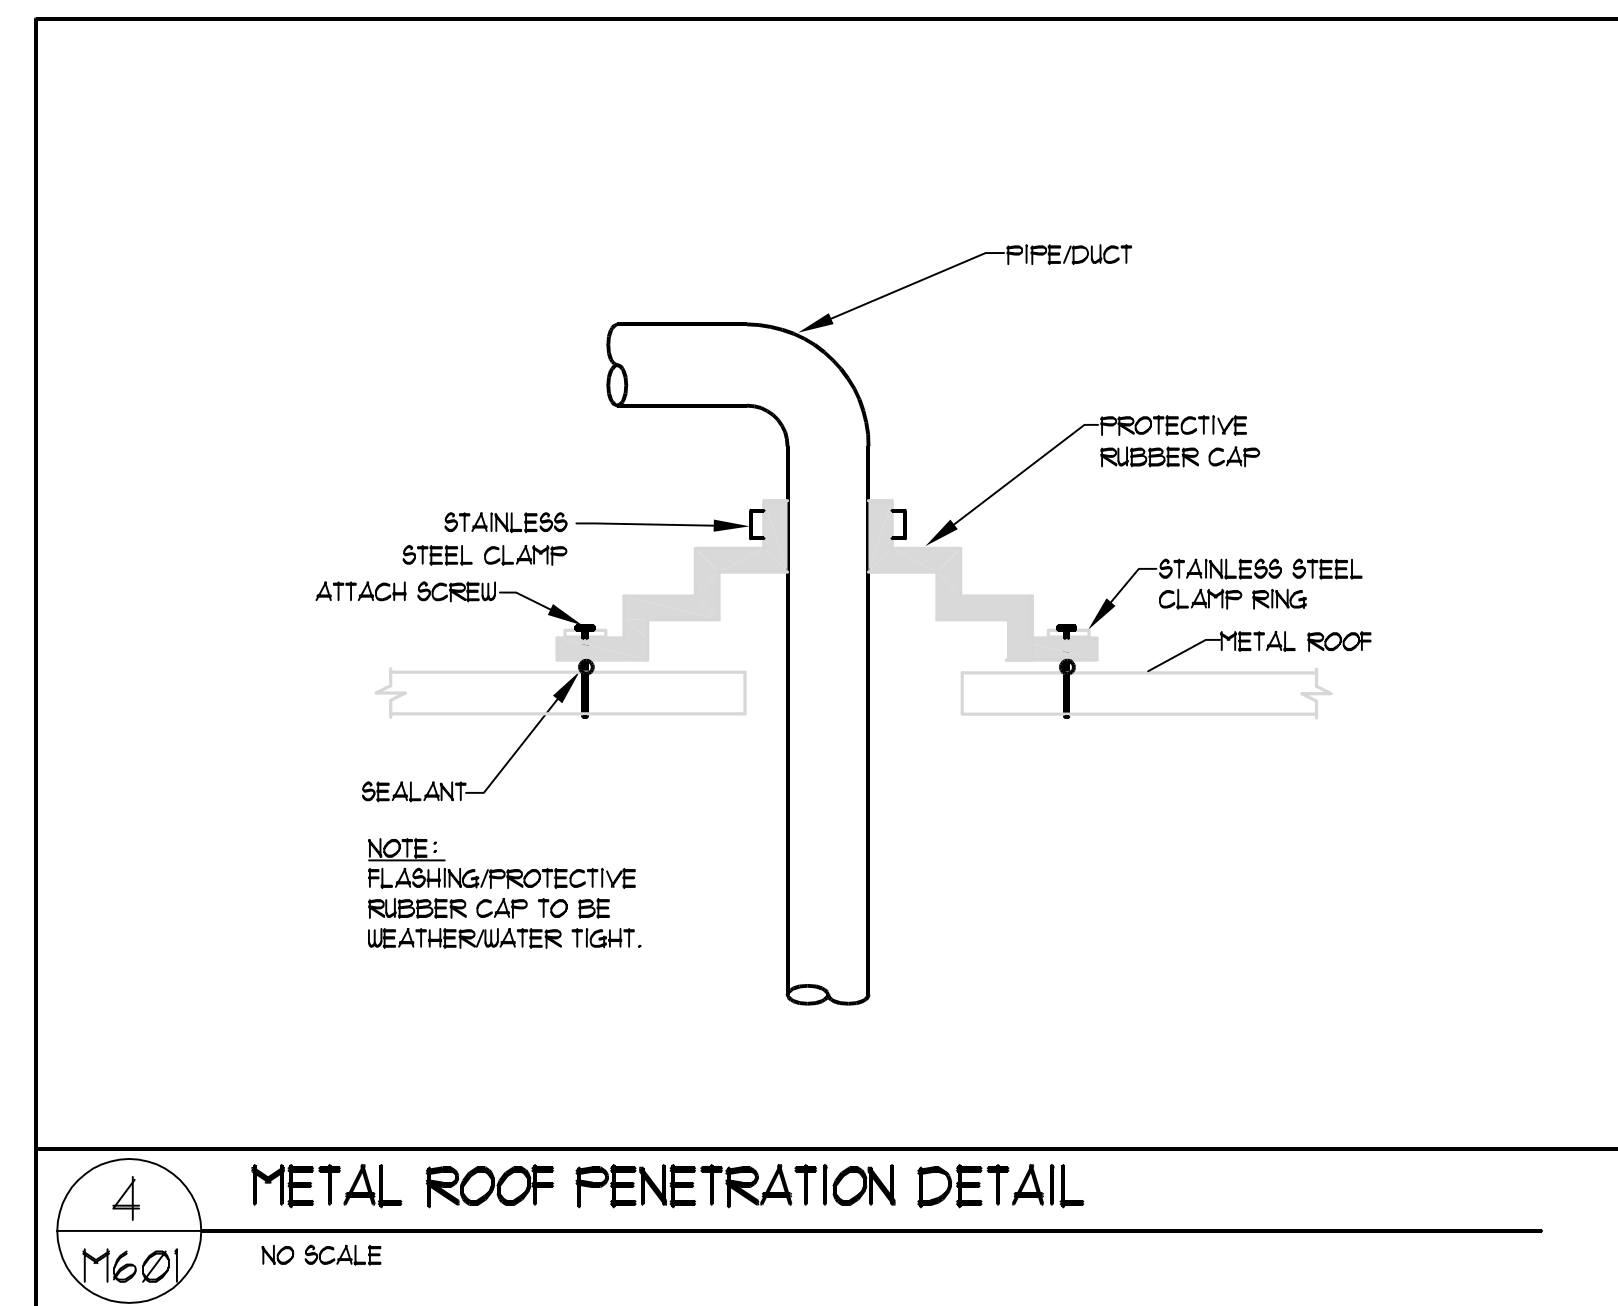 PIPE/DUCT
PROTECTIVE
RUBBER CAP
STAINLESS
STEEL CLAMP
ATTACH SCREW
STAINLESS STEEL
CLAMP RING
METAL ROOF
SEALANT
NOTE:
FLASHING/PROTECTIVE
RUBBER CAP TO BE
WEATHER/WATER TIGHT.
4
M601
METAL ROOF PENETRATION DETAIL
NO SCALE